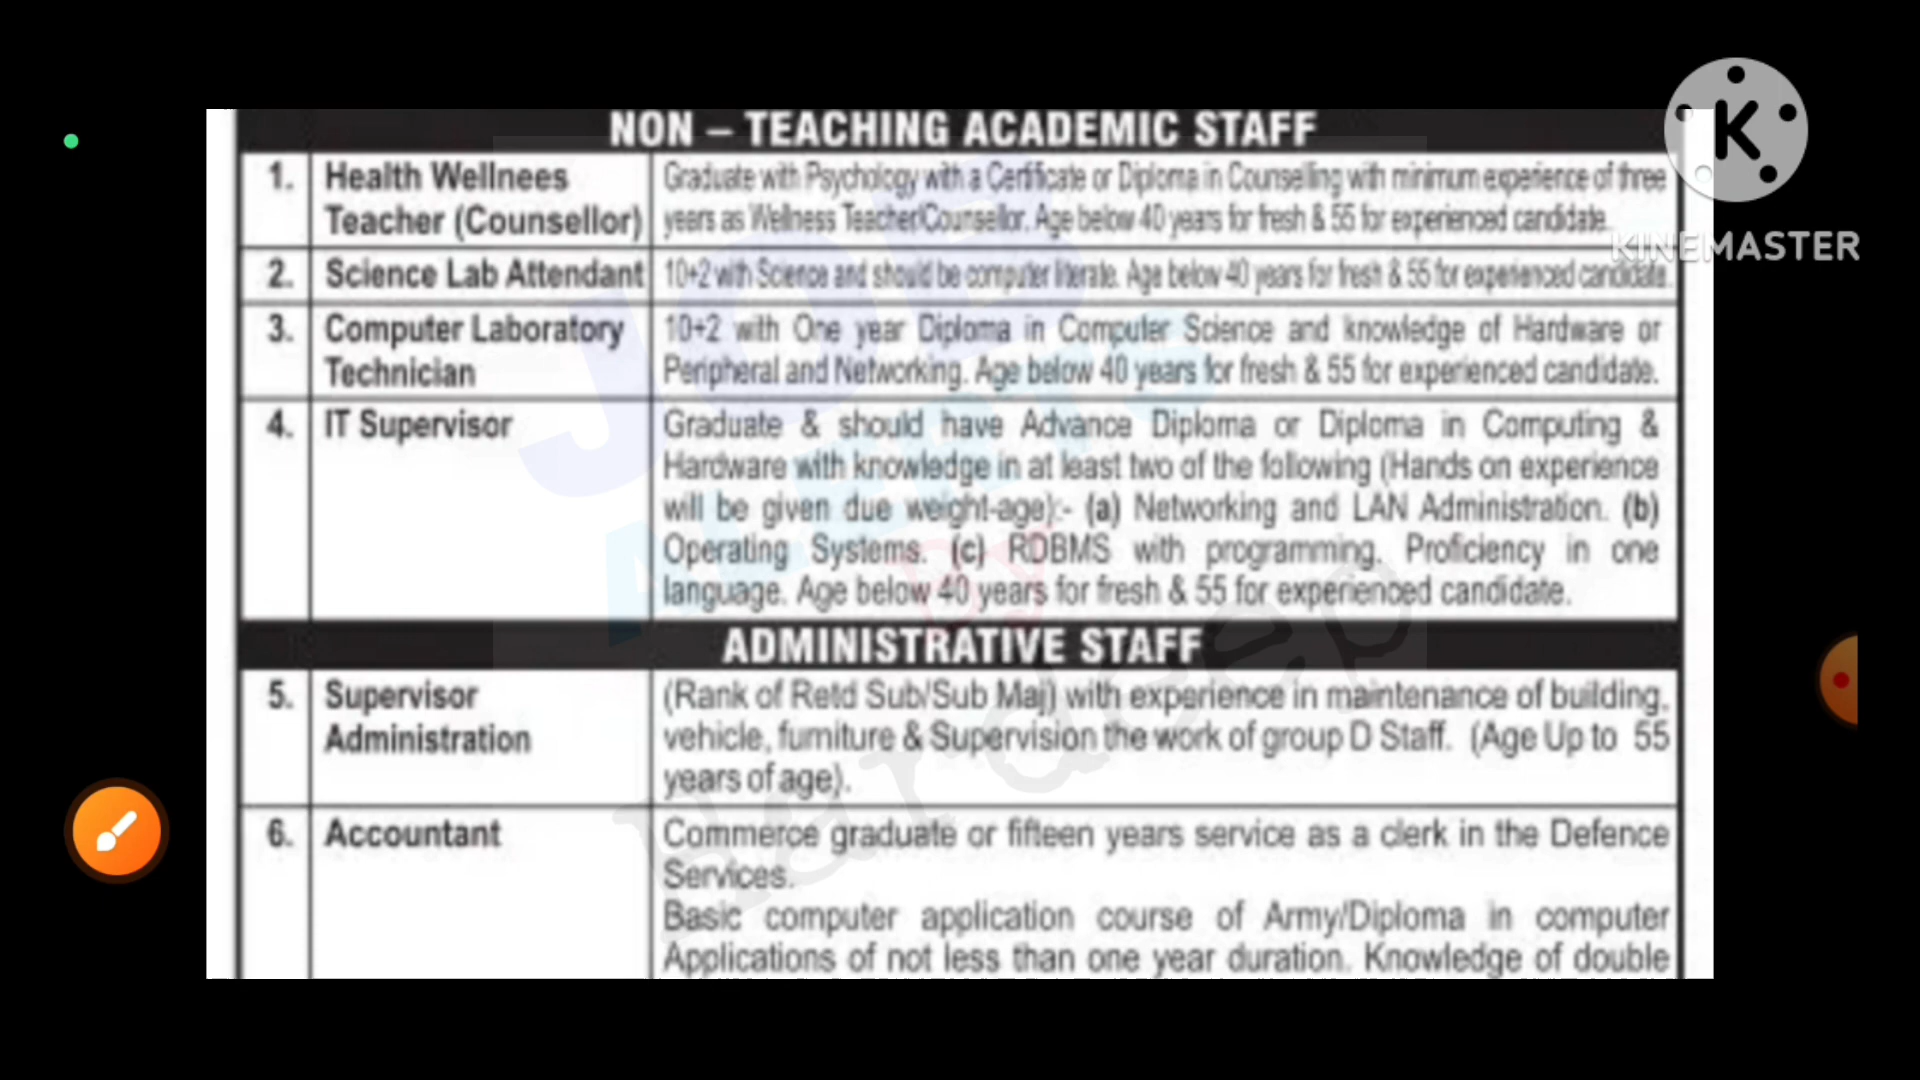 NON – TEACHING ACADEMIC STAFF
1. Health Wellnees Graduate with Psychology with a Certificate or Diploma in Counselling with minimum experience of three
Teacher (Counsellor) years as Wellness Teacher/Counsellor. Age below 40 years for fresh & 55 for experienced candidate.
2. Science Lab Attendant 10+2 with Science and should be computer literate. Age below 40 years for fresh & 55 for experienced candidate.
3. Computer Laboratory 10+2 with One year Diploma in Computer Science and knowledge of Hardware or
Technician Peripheral and Networking. Age below 40 years for fresh & 55 for experienced candidate.
4. IT Supervisor Graduate & should have Advance Diploma or Diploma in Computing &
Hardware with knowledge in at least two of the following (Hands on experience
will be given due weight-age):- (a) Networking and LAN Administration. (b)
Operating Systems. (c) RDBMS with programming. Proficiency in one
language. Age below 40 years for fresh & 55 for experienced candidate.
ADMINISTRATIVE STAFF
5. Supervisor (Rank of Retd Sub/Sub Maj) with experience in maintenance of building,
Administration vehicle, furniture & Supervision the work of group D Staff. (Age Up to 55
years of age).
6. Accountant Commerce graduate or fifteen years service as a clerk in the Defence
Services.
Basic computer application course of Army/Diploma in computer
Applications of not less than one year duration. Knowledge of double
K
KINEMASTER
JOB
ALERTS
By
Hardeep